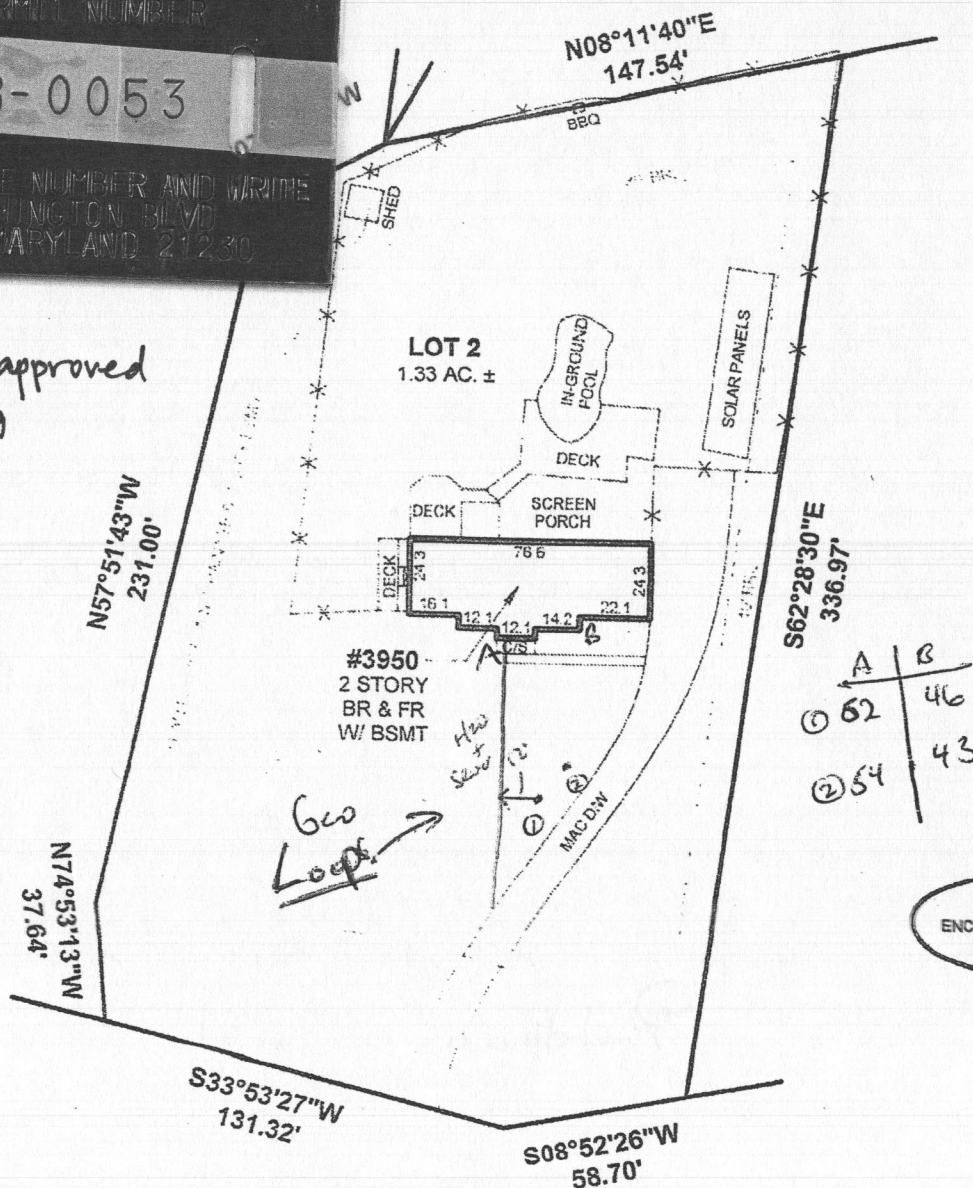 N08°11'40"E
147.54'
-0053
W
BBQ
E NUMBER AND WRITE
BLVD
MARYLAND 21230
SHED
approved
LOT 2
1.33 AC. ±
IN-GROUND
POOL
SOLAR PANELS
DECK
DECK
SCREEN
PORCH
N57°51'43"W
231.00'
S62°28'30"E
336.97'
DECK
24.3
76.6
24.3
16.1
12.1
12.1
14.2
22.1
C/S
A
B
#3950
2 STORY
BR & FR
W/ BSMT
A B
① 62 46
② 54 43
H20
12'
①
②
MAC D/W
Geo
Loops
N74°53'13"W
37.64'
ENC
S33°53'27"W
131.32'
S08°52'26"W
58.70'